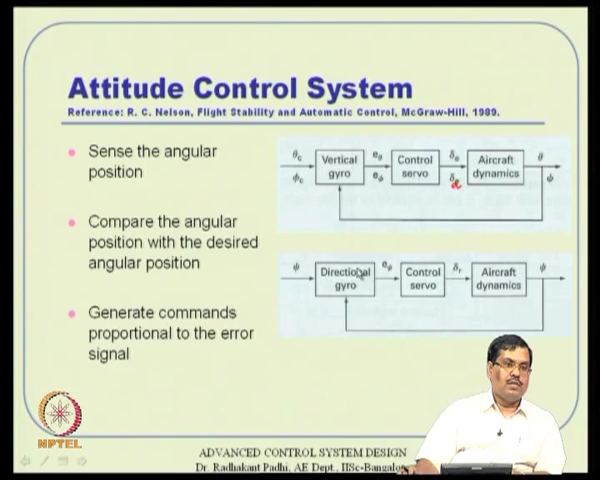 Attitude Control System
Reference: R. C. Nelson, Flight Stability and Automatic Control, McGraw-Hill, 1989.
Sense the angular
position
Compare the angular
position with the desired
angular position
Generate commands
proportional to the error
signal
θc
ϕc
Vertical
gyro
eθ
eϕ
Control
servo
δe
δa
Aircraft
dynamics
θ
ϕ
ψ
Directional
gyro
Control
servo
δr
Aircraft
dynamics
NPTEL
ADVANCED CONTROL SYSTEM DESIGN
Dr. Radhakant Padhi, AE Dept., IISc-Bangalo